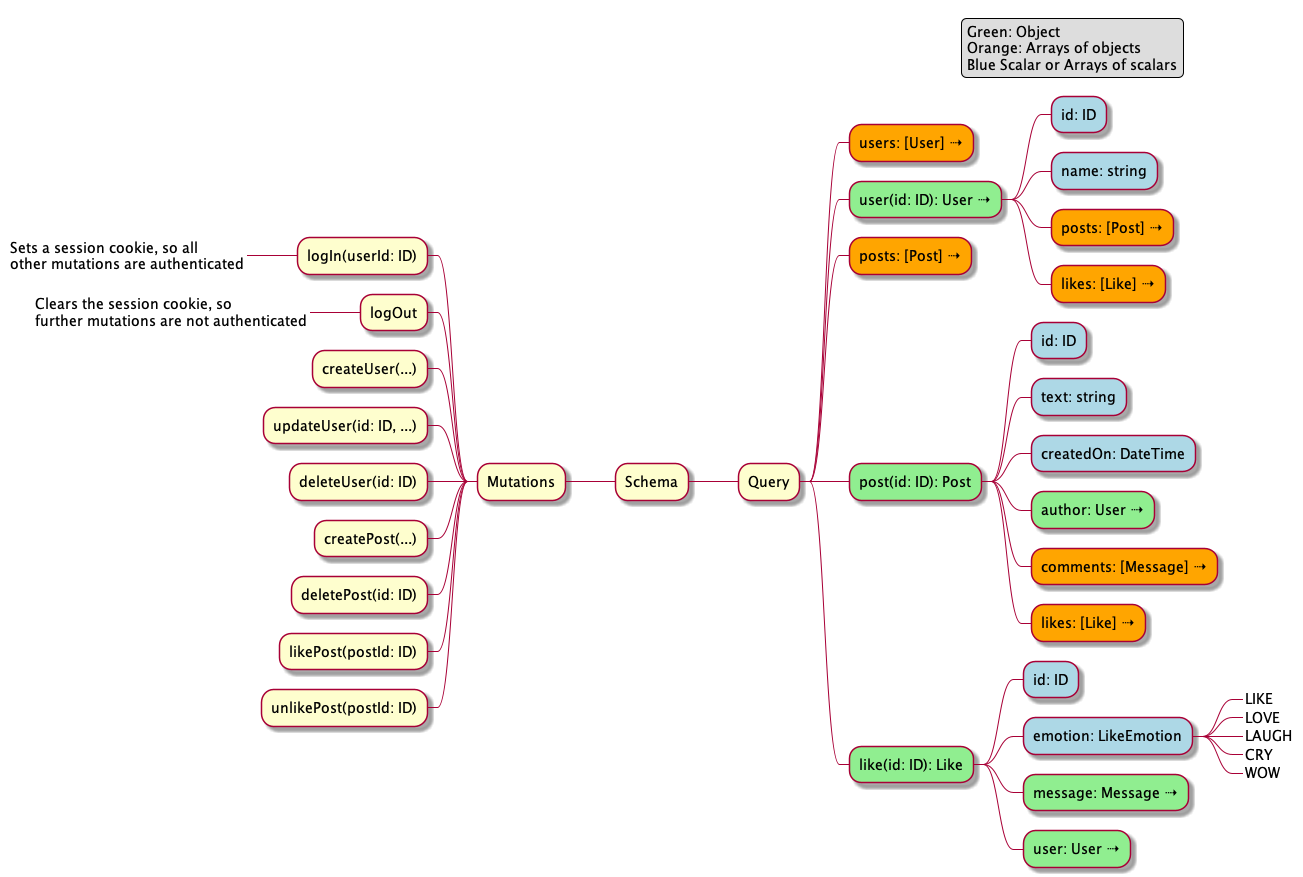 Green: Object
Orange: Arrays of objects
Blue Scalar or Arrays of scalars
Schema
Query
users: [User] ⇢
user(id: ID): User ⇢
id: ID
name: string
posts: [Post] ⇢
likes: [Like] ⇢
posts: [Post] ⇢
post(id: ID): Post
id: ID
text: string
createdOn: DateTime
author: User ⇢
comments: [Message] ⇢
likes: [Like] ⇢
like(id: ID): Like
id: ID
emotion: LikeEmotion
LIKE
LOVE
LAUGH
CRY
WOW
message: Message ⇢
user: User ⇢
Mutations
logIn(userId: ID)
Sets a session cookie, so all
other mutations are authenticated
logOut
Clears the session cookie, so
further mutations are not authenticated
createUser(...)
updateUser(id: ID, ...)
deleteUser(id: ID)
createPost(...)
deletePost(id: ID)
likePost(postId: ID)
unlikePost(postId: ID)